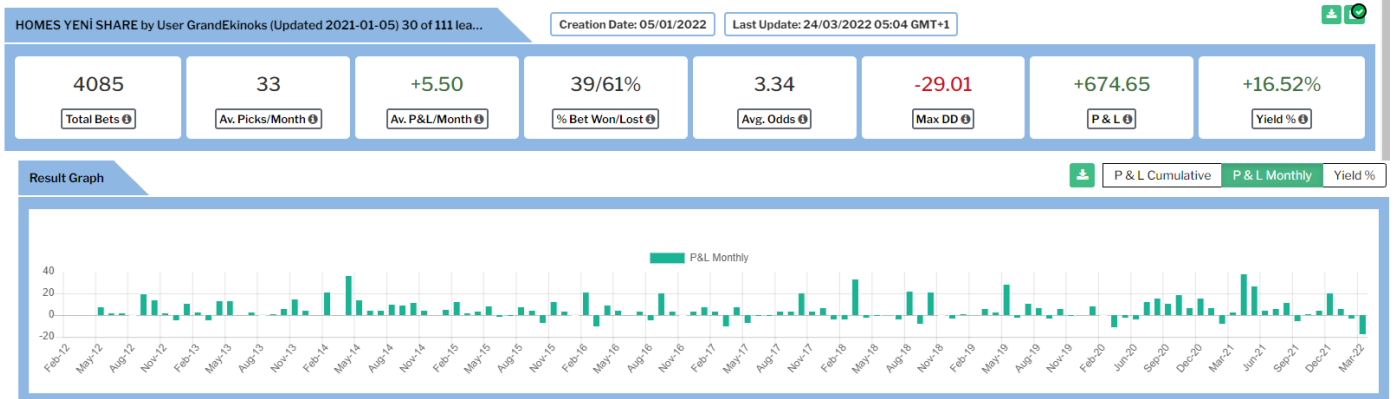 HOMES YENİ SHARE by User GrandEkinoks (Updated 2021-01-05) 30 of 111 lea...
Creation Date: 05/01/2022
Last Update: 24/03/2022 05:04 GMT+1
4085
33
+5.50
39/61%
3.34
-29.01
+674.65
+16.52%
Total Bets
Av. Picks/Month
Av. P&L/Month
% Bet Won/Lost
Avg. Odds
Max DD
P & L
Yield %
Result Graph
P & L Cumulative
P & L Monthly
Yield %
P&L Monthly
40
20
0
-20
Feb-12
May-12
Aug-12
Nov-12
Feb-13
May-13
Aug-13
Nov-13
Feb-14
May-14
Aug-14
Nov-14
Feb-15
May-15
Aug-15
Nov-15
Feb-16
May-16
Aug-16
Nov-16
Feb-17
May-17
Aug-17
Nov-17
Feb-18
May-18
Aug-18
Nov-18
Feb-19
May-19
Aug-19
Nov-19
Feb-20
Jun-20
Sep-20
Dec-20
Mar-21
Jun-21
Sep-21
Dec-21
Mar-22